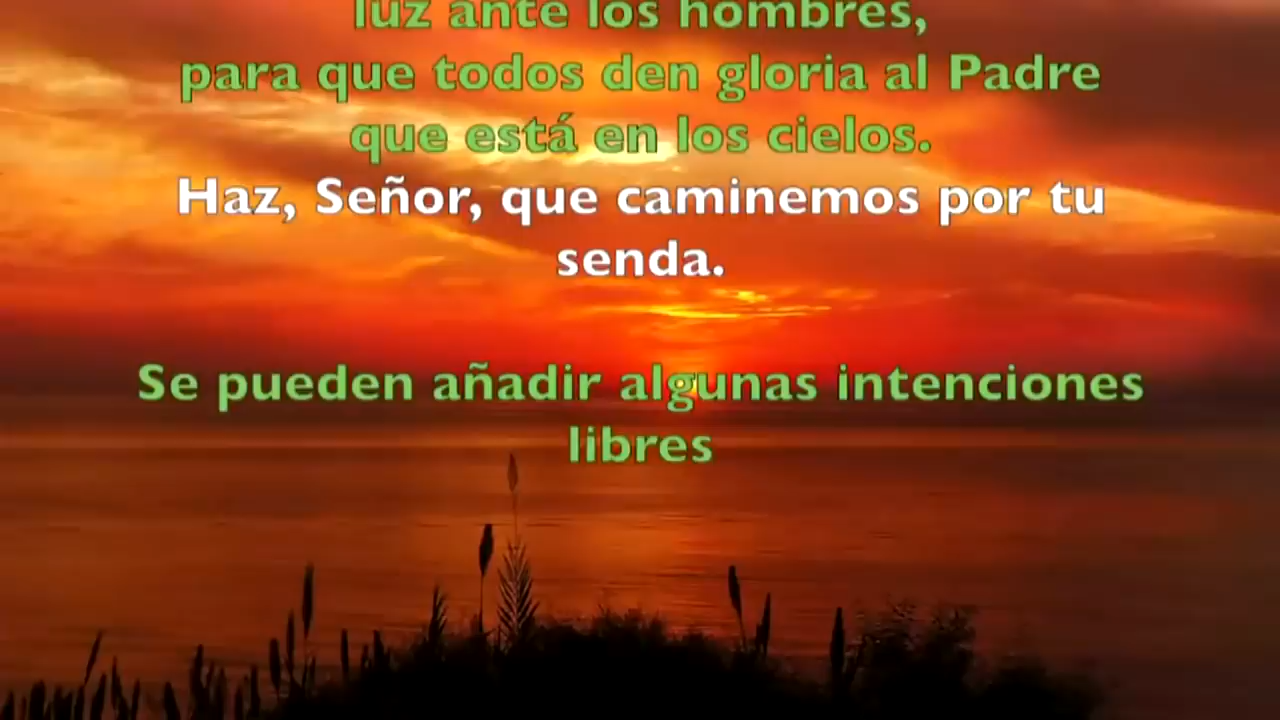 luz ante los hombres,
para que todos den gloria al Padre
que está en los cielos.
Haz, Señor, que caminemos por tu
senda.
Se pueden añadir algunas intenciones
libres